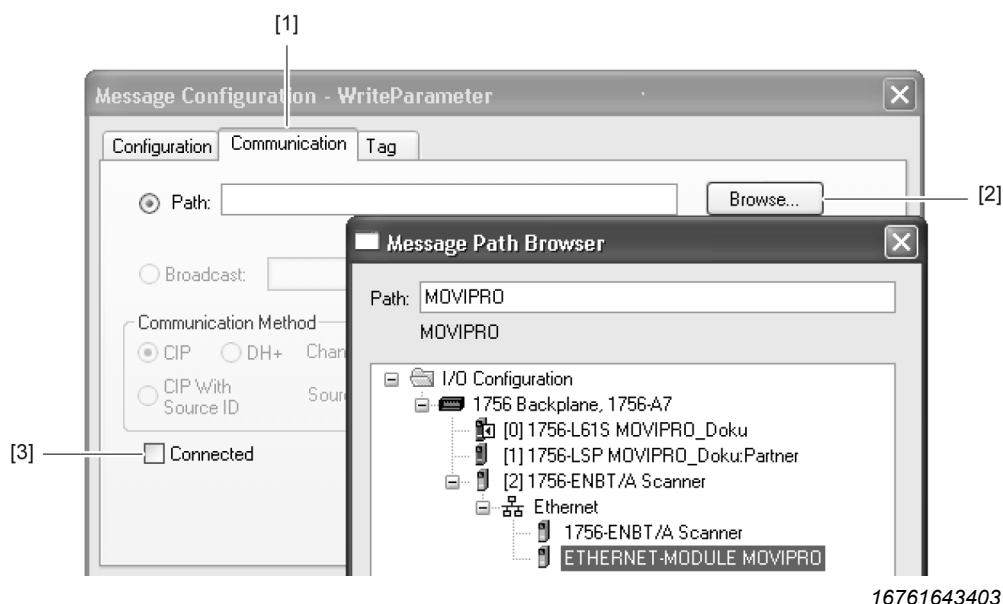 [1]
Message Configuration - WriteParameter
Configuration Communication Tag
Path: Browse... [2]
Message Path Browser
Broadcast:
Path: MOVIPRO
Communication Method
MOVIPRO
CIP DH+ Chan
I/O Configuration
CIP With
Source ID Sour
1756 Backplane, 1756-A7
[0] 1756-L61S MOVIPRO_Doku
[3] Connected [1] 1756-LSP MOVIPRO_Doku:Partner
[2] 1756-ENBT/A Scanner
Ethernet
1756-ENBT/A Scanner
ETHERNET-MODULE MOVIPRO
16761643403